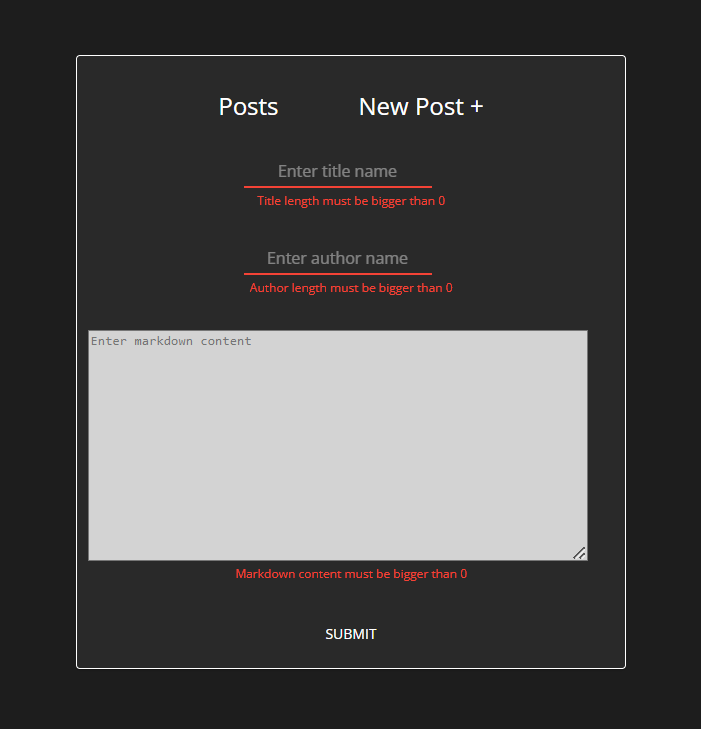 Posts New Post +
Enter title name
Title length must be bigger than 0
Enter author name
Author length must be bigger than 0
Enter markdown content
Markdown content must be bigger than 0
SUBMIT